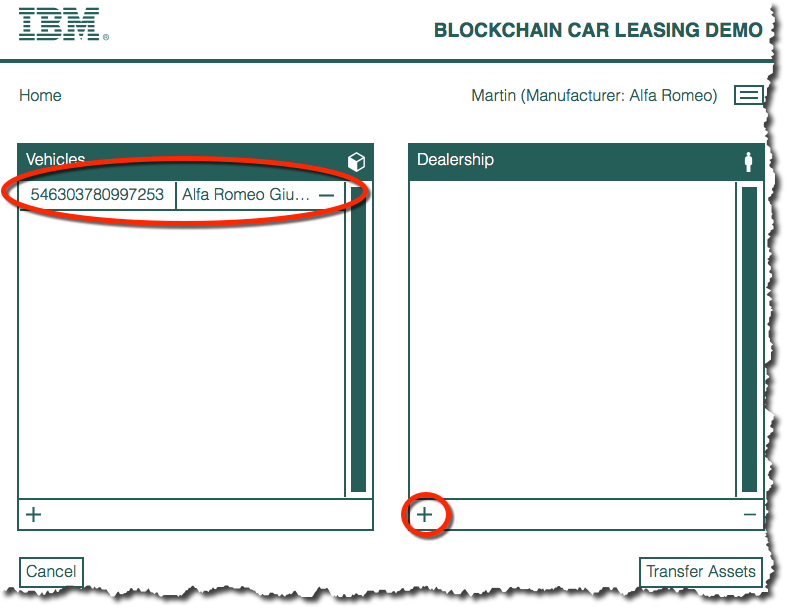 IBM®
BLOCKCHAIN CAR LEASING DEMO
Home
Martin (Manufacturer: Alfa Romeo)
Vehicles
546303780997253 Alfa Romeo Giu... −
+
Dealership
+ −
Cancel
Transfer Assets